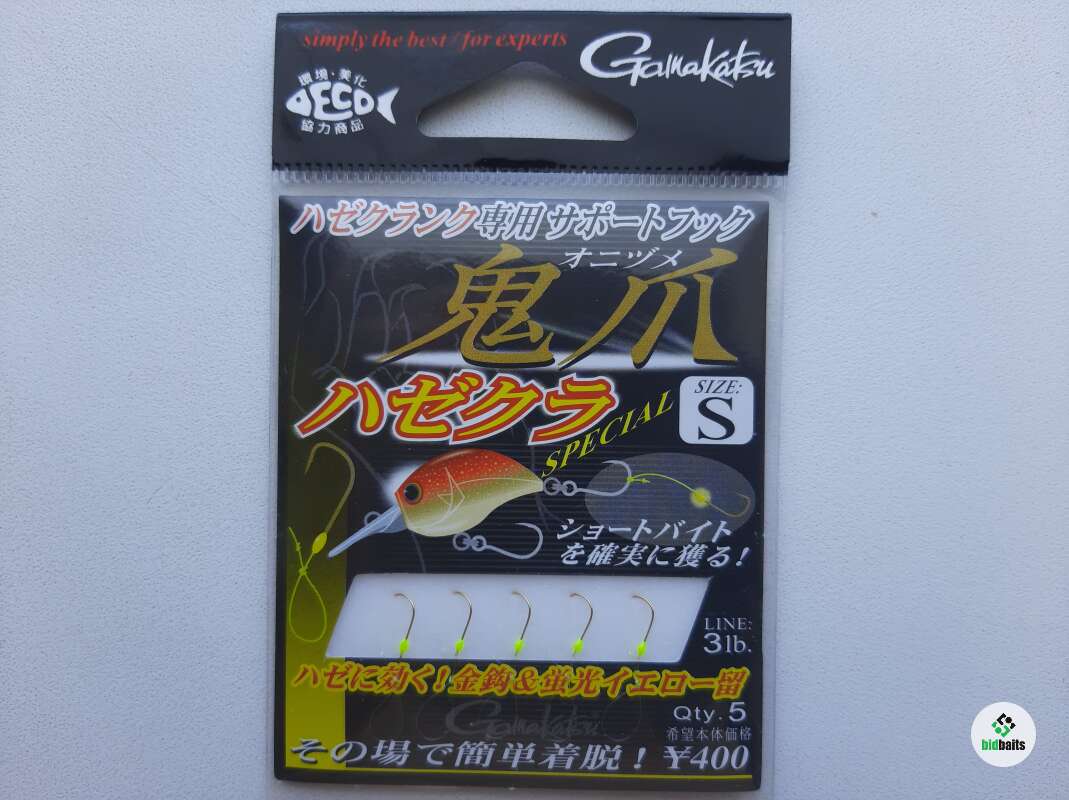 simply the best / for experts
Gamakatsu
環境・美化
ECO
協力商品
ハゼクランク専用サポートフック
オニヅメ
鬼爪
ハゼクラ
SPECIAL
SIZE:
S
ショートバイト
を確実に獲る!
LINE:
3lb.
ハゼに効く!金鈎&蛍光イエロー留
Gamakatsu
Qty. 5
希望本体価格
その場で簡単着脱! ¥400
bidbaits